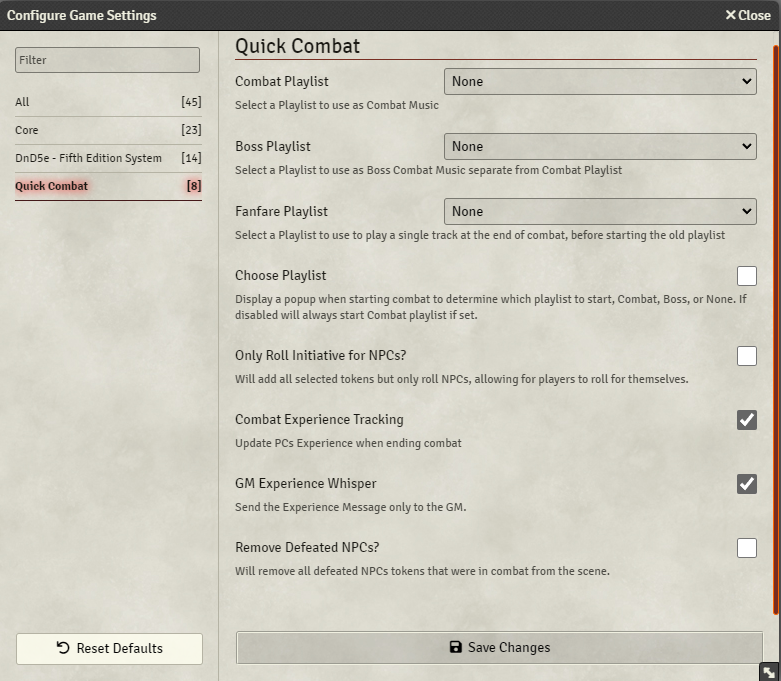 Configure Game Settings
Close
Filter
All [45]
Core [23]
DnD5e - Fifth Edition System [14]
Quick Combat [8]
Reset Defaults
Quick Combat
Combat Playlist None
Select a Playlist to use as Combat Music
Boss Playlist None
Select a Playlist to use as Boss Combat Music separate from Combat Playlist
Fanfare Playlist None
Select a Playlist to use to play a single track at the end of combat, before starting the old playlist
Choose Playlist
Display a popup when starting combat to determine which playlist to start, Combat, Boss, or None. If
disabled will always start Combat playlist if set.
Only Roll Initiative for NPCs?
Will add all selected tokens but only roll NPCs, allowing for players to roll for themselves.
Combat Experience Tracking
Update PCs Experience when ending combat
GM Experience Whisper
Send the Experience Message only to the GM.
Remove Defeated NPCs?
Will remove all defeated NPCs tokens that were in combat from the scene.
Save Changes